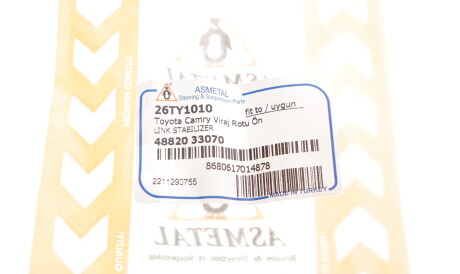 ASMETAL
ASMETAL
Steering & Suspension Parts
26TY1010 fit to / uygun
Toyota Camry Viraj Rotu Ön
LINK STABILIZER
48820 33070
8680617014878
2211290755
MADE IN TURKEY
ASMETAL